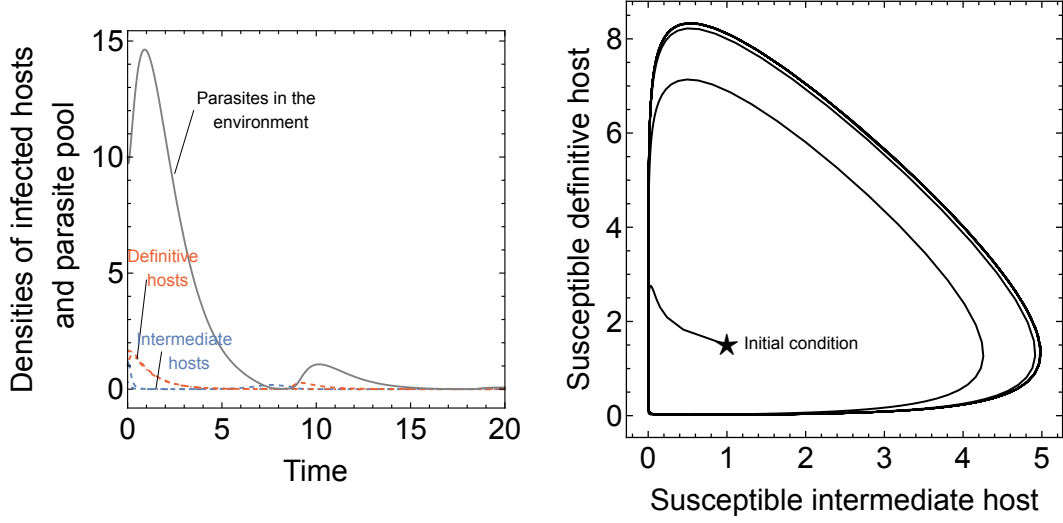 Densities of infected hosts
and parasite pool
15
10
5
0
Parasites in the
environment
Definitive
hosts
Intermediate
hosts
0
5
10
15
20
Time
Susceptible definitive host
8
6
4
2
0
Initial condition
0
1
2
3
4
5
Susceptible intermediate host